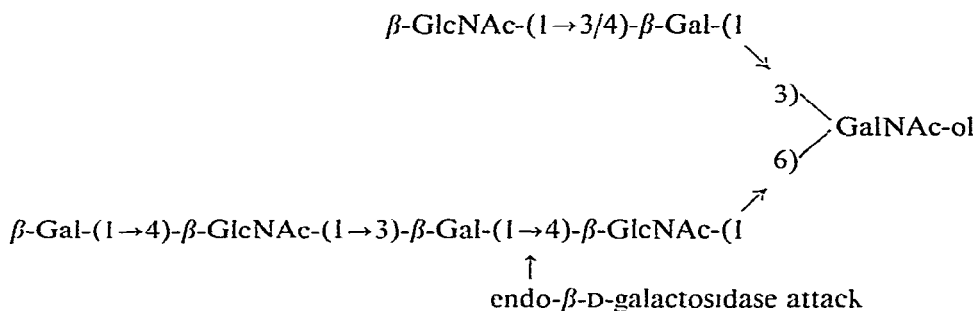 β-GlcNAc-(1→3/4)-β-Gal-(1
↘
3)
GalNAc-ol
6)
↗
β-Gal-(1→4)-β-GlcNAc-(1→3)-β-Gal-(1→4)-β-GlcNAc-(1
↑
endo-β-D-galactosidase attack